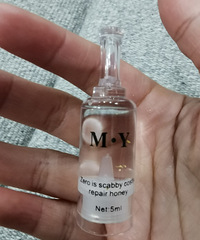 M·Y
Zero is scabby
repair honey
Net:5ml